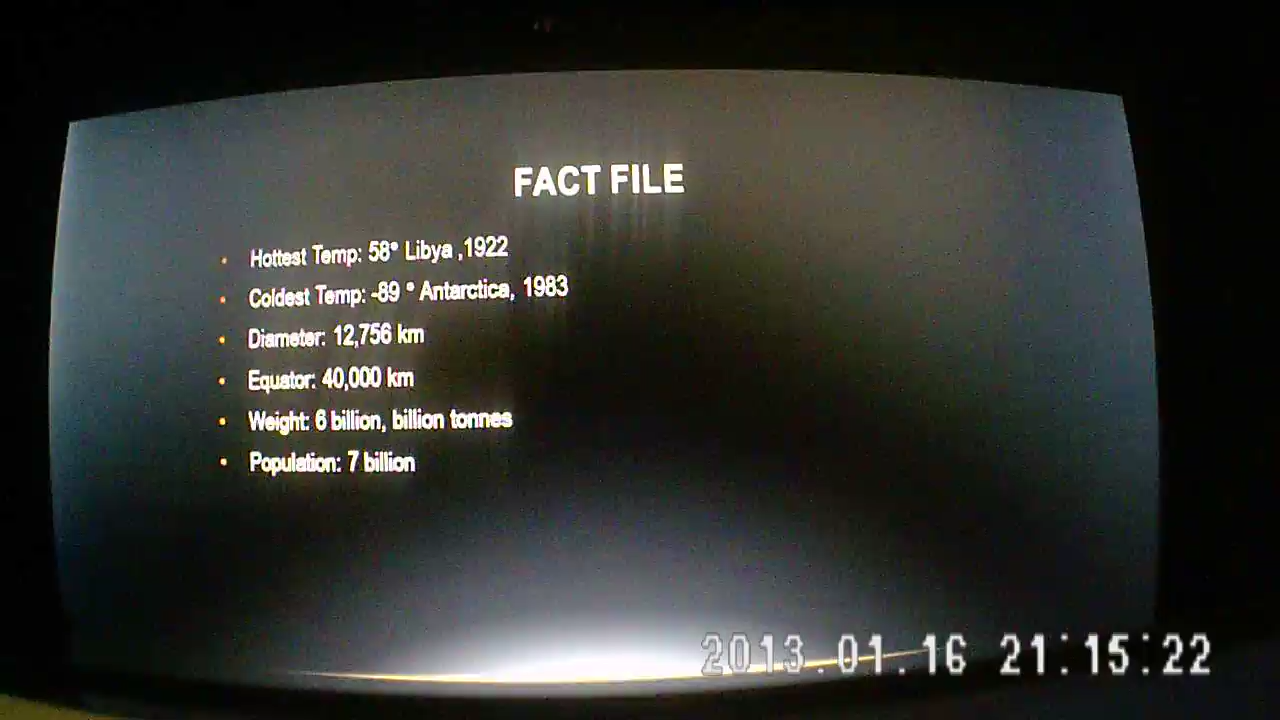 FACT FILE
• Hottest Temp: 58° Libya ,1922
• Coldest Temp: -89 ° Antarctica, 1983
• Diameter: 12,756 km
• Equator: 40,000 km
• Weight: 6 billion, billion tonnes
• Population: 7 billion
2013.01.16 21:15:22